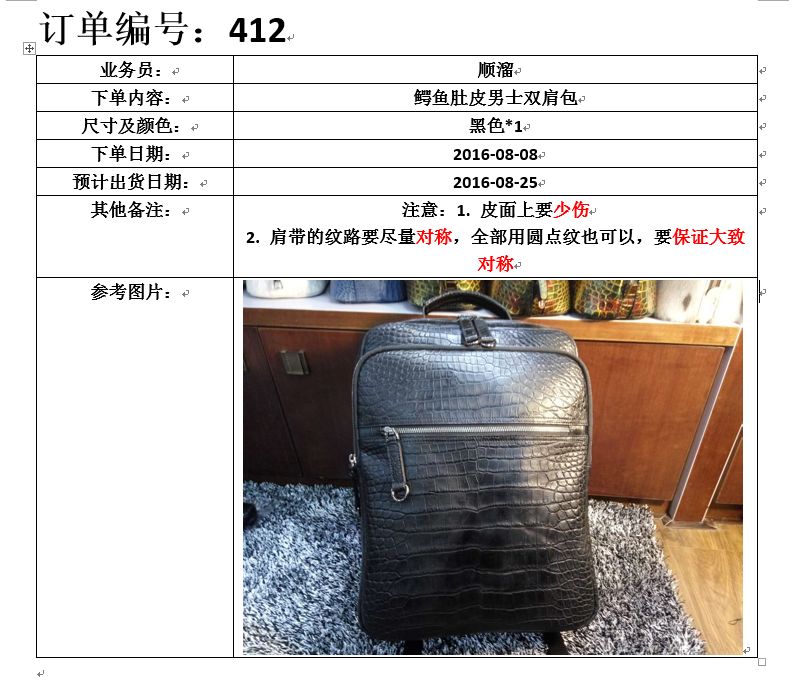 订单编号：412
业务员：
顺溜
下单内容：
鳄鱼肚皮男士双肩包
尺寸及颜色：
黑色*1
下单日期：
2016-08-08
预计出货日期：
2016-08-25
其他备注：
注意：1. 皮面上要少伤
2. 肩带的纹路要尽量对称，全部用圆点纹也可以，要保证大致
对称
参考图片：